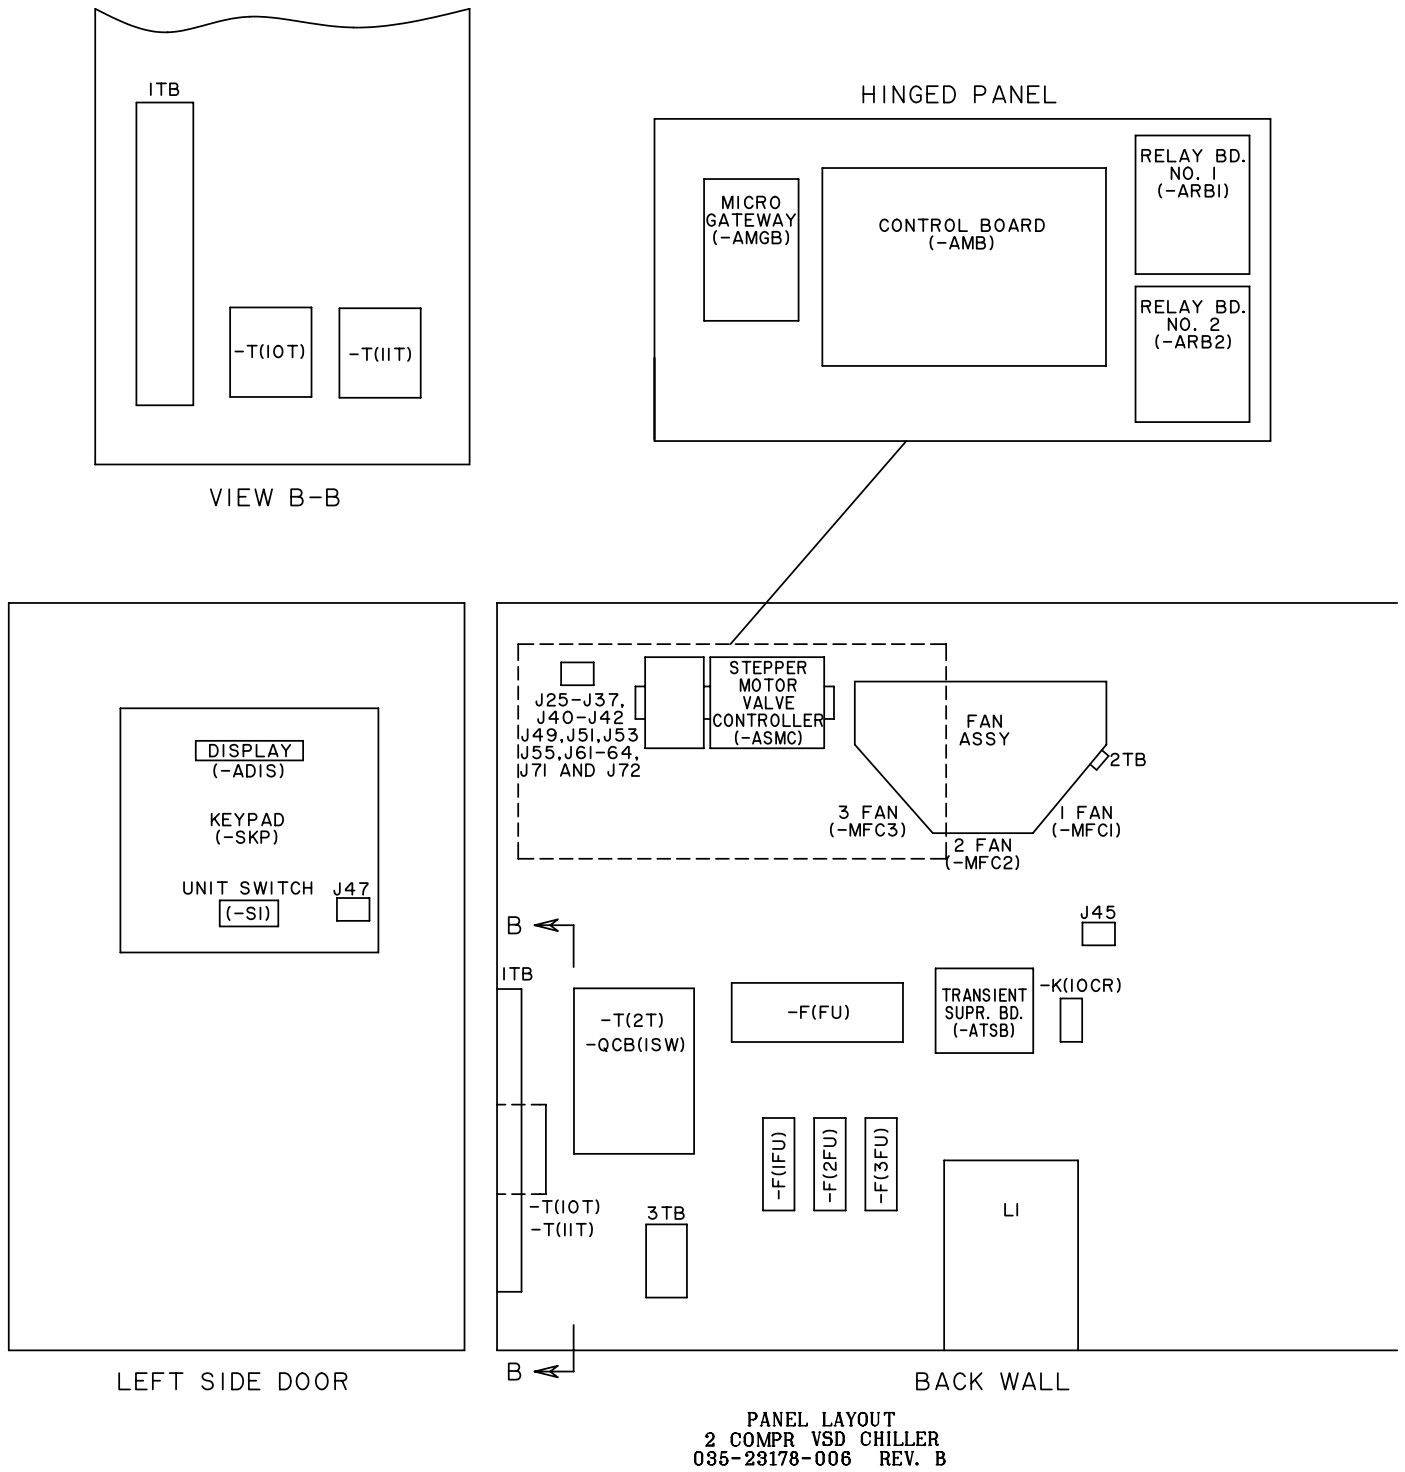 1TB
-T(10T)
-T(11T)
VIEW B-B
HINGED PANEL
MICRO
GATEWAY
(-AMGB)
CONTROL BOARD
(-AMB)
RELAY BD.
NO. 1
(-ARB1)
RELAY BD.
NO. 2
(-ARB2)
DISPLAY
(-ADIS)
KEYPAD
(-SKP)
UNIT SWITCH
(-S1)
J47
LEFT SIDE DOOR
J25-J37,
J40-J42
J49,J51,J53
J55,J61-64,
J71 AND J72
STEPPER
MOTOR
VALVE
CONTROLLER
(-ASMC)
FAN
ASSY
2TB
3 FAN
(-MFC3)
2 FAN
(-MFC2)
1 FAN
(-MFC1)
J45
B
1TB
-T(2T)
-QCB(1SW)
-F(FU)
TRANSIENT
SUPR. BD.
(-ATSB)
-K(10CR)
-F(1FU)
-F(2FU)
-F(3FU)
-T(10T)
-T(11T)
3TB
L1
B
BACK WALL
PANEL LAYOUT
2 COMPR VSD CHILLER
035-23178-006 REV. B